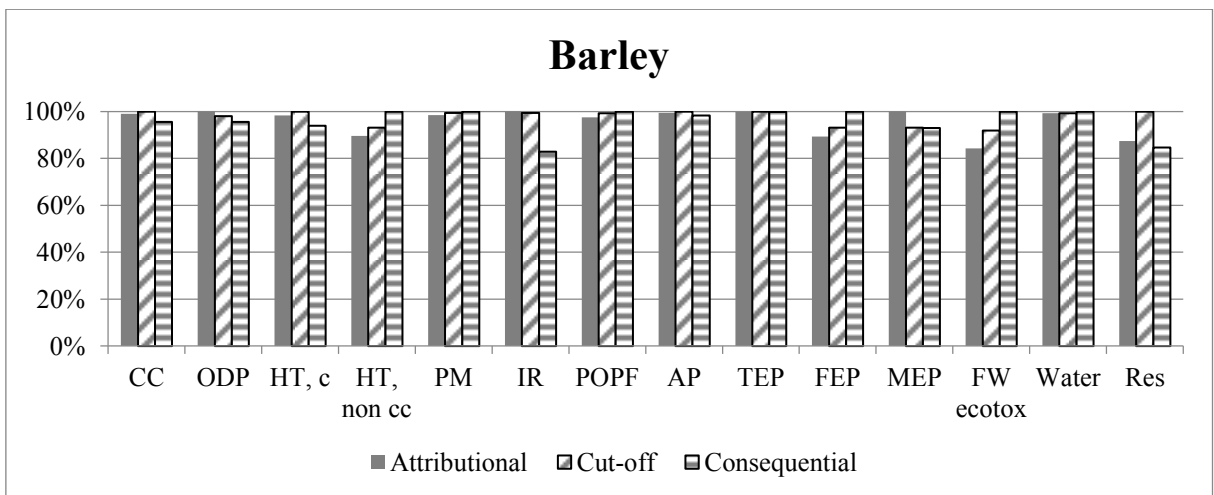 Barley
100%
80%
60%
40%
20%
0%
CC ODP HT, c HT, non cc PM IR POPF AP TEP FEP MEP FW ecotox Water Res
Attributional Cut-off Consequential